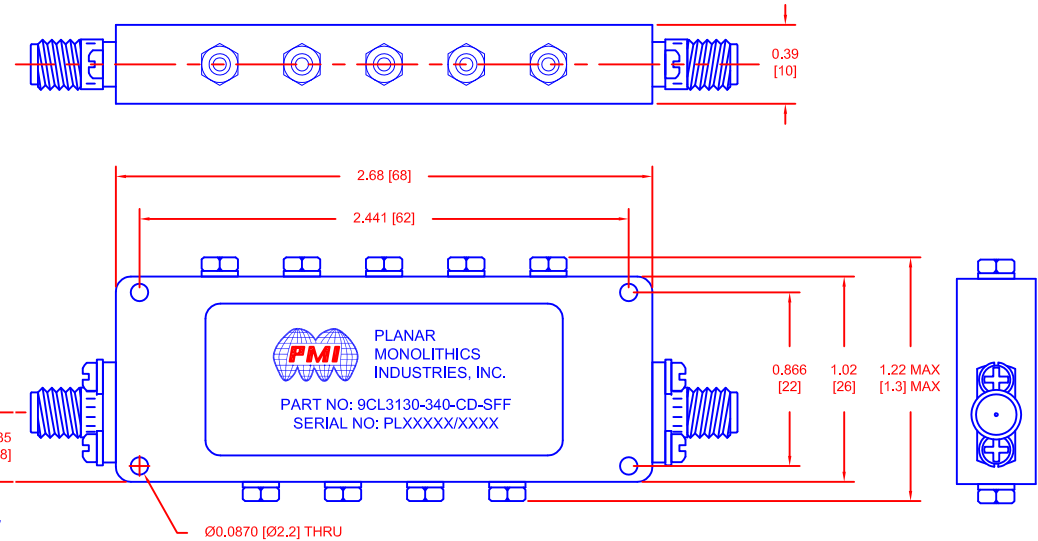 0.39
[10]
2.68 [68]
2.441 [62]
PMI
PLANAR
MONOLITHICS
INDUSTRIES, INC.
PART NO: 9CL3130-340-CD-SFF
SERIAL NO: PLXXXXX/XXXX
0.866
[22]
1.02
[26]
1.22 MAX
[1.3] MAX
Ø0.0870 [Ø2.2] THRU